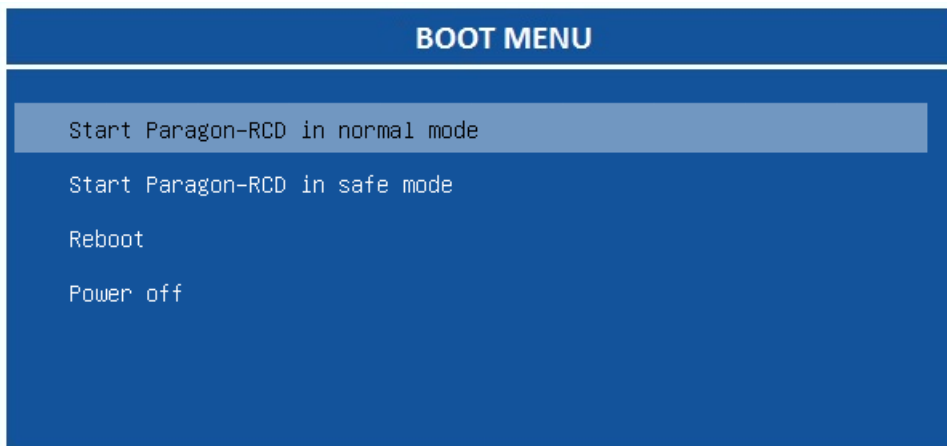 BOOT MENU
Start Paragon-RCD in normal mode
Start Paragon-RCD in safe mode
Reboot
Power off